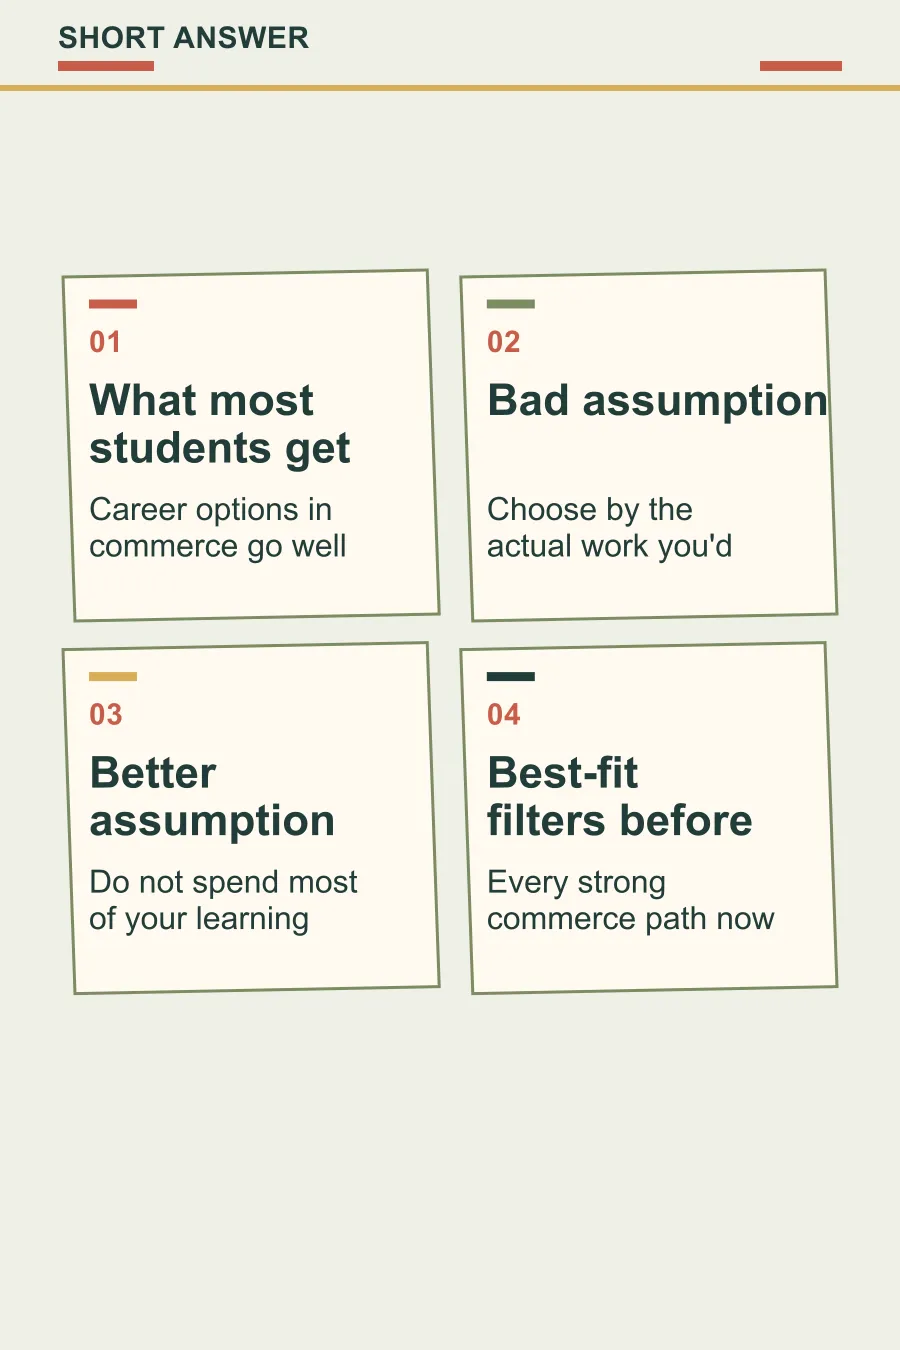 SHORT ANSWER
01
What most
students get
Career options in
commerce go well
02
Bad assumption
Choose by the
actual work you'd
03
Better
assumption
Do not spend most
of your learning
04
Best-fit
filters before
Every strong
commerce path now